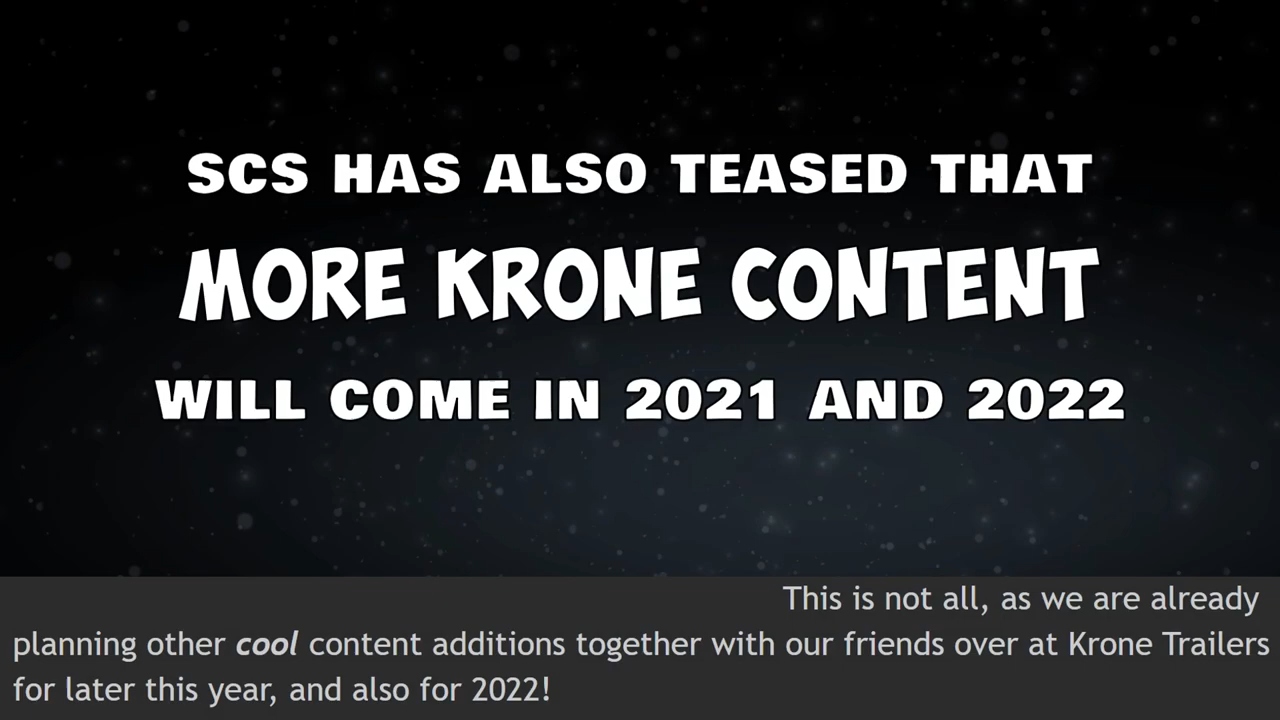 SCS HAS ALSO TEASED THAT
MORE KRONE CONTENT
WILL COME IN 2021 AND 2022
This is not all, as we are already
planning other cool content additions together with our friends over at Krone Trailers
for later this year, and also for 2022!